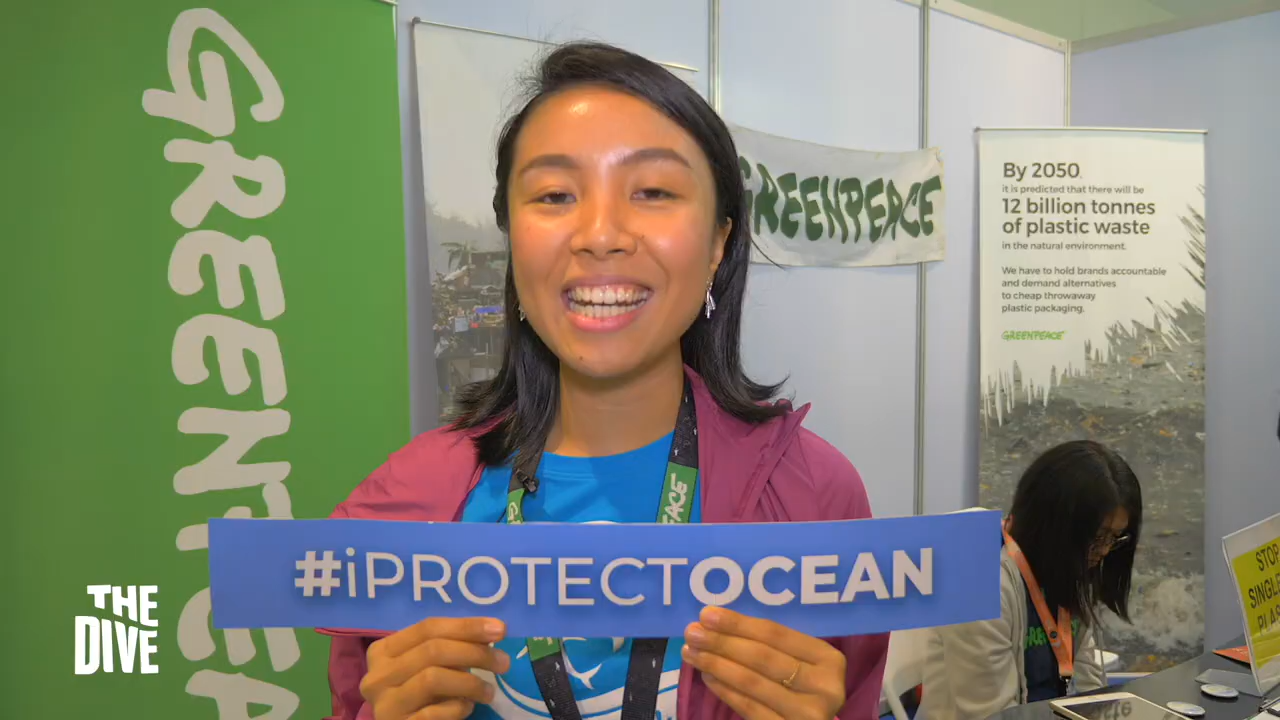 GREENPEACE
GREENPEACE
By 2050,
it is predicted that there will be
12 billion tonnes
of plastic waste
in the natural environment.
We have to hold brands accountable
and demand alternatives
to cheap throwaway
plastic packaging.
GREENPEACE
#iPROTECTOCEAN
THE
DIVE
STOP
SINGLE